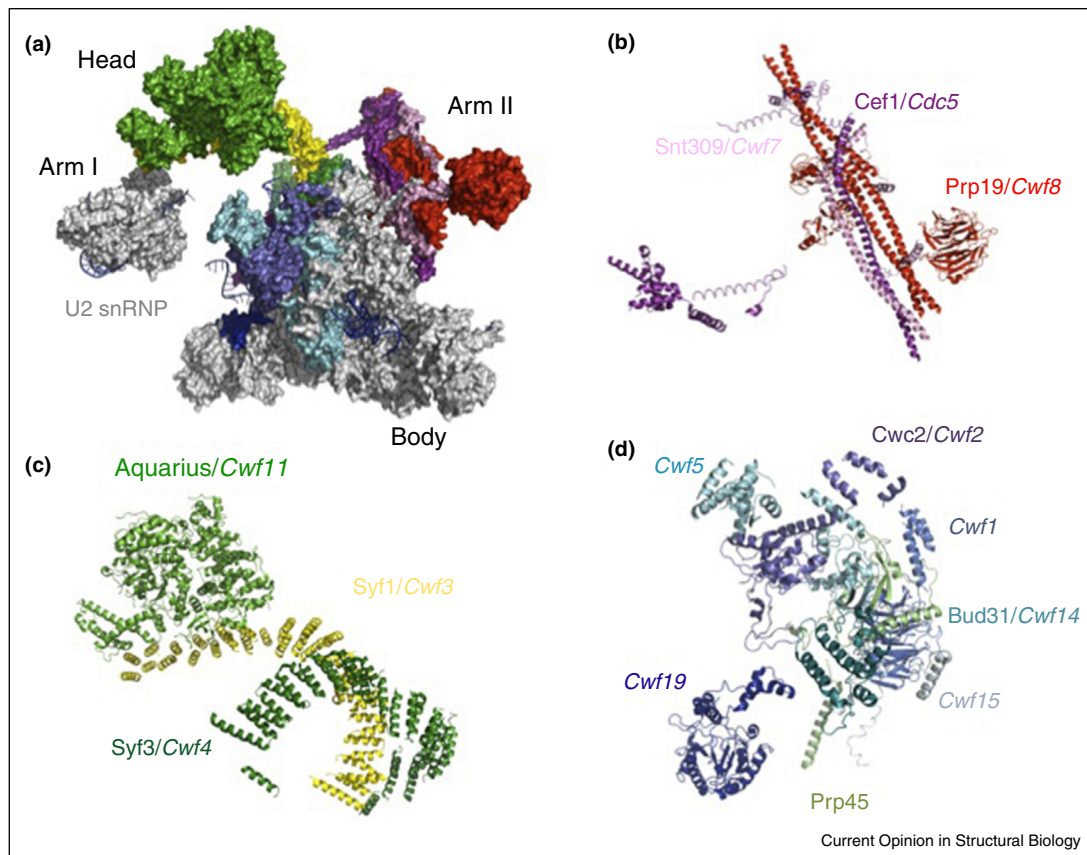 (a)
Head
Arm I
Arm II
U2 snRNP
Body
(b)
Cef1/Cdc5
Snt309/Cwf7
Prp19/Cwf8
(c)
Aquarius/Cwf11
Syf1/Cwf3
Syf3/Cwf4
(d)
Cwc2/Cwf2
Cwf5
Cwf1
Bud31/Cwf14
Cwf19
Cwf15
Prp45
Current Opinion in Structural Biology